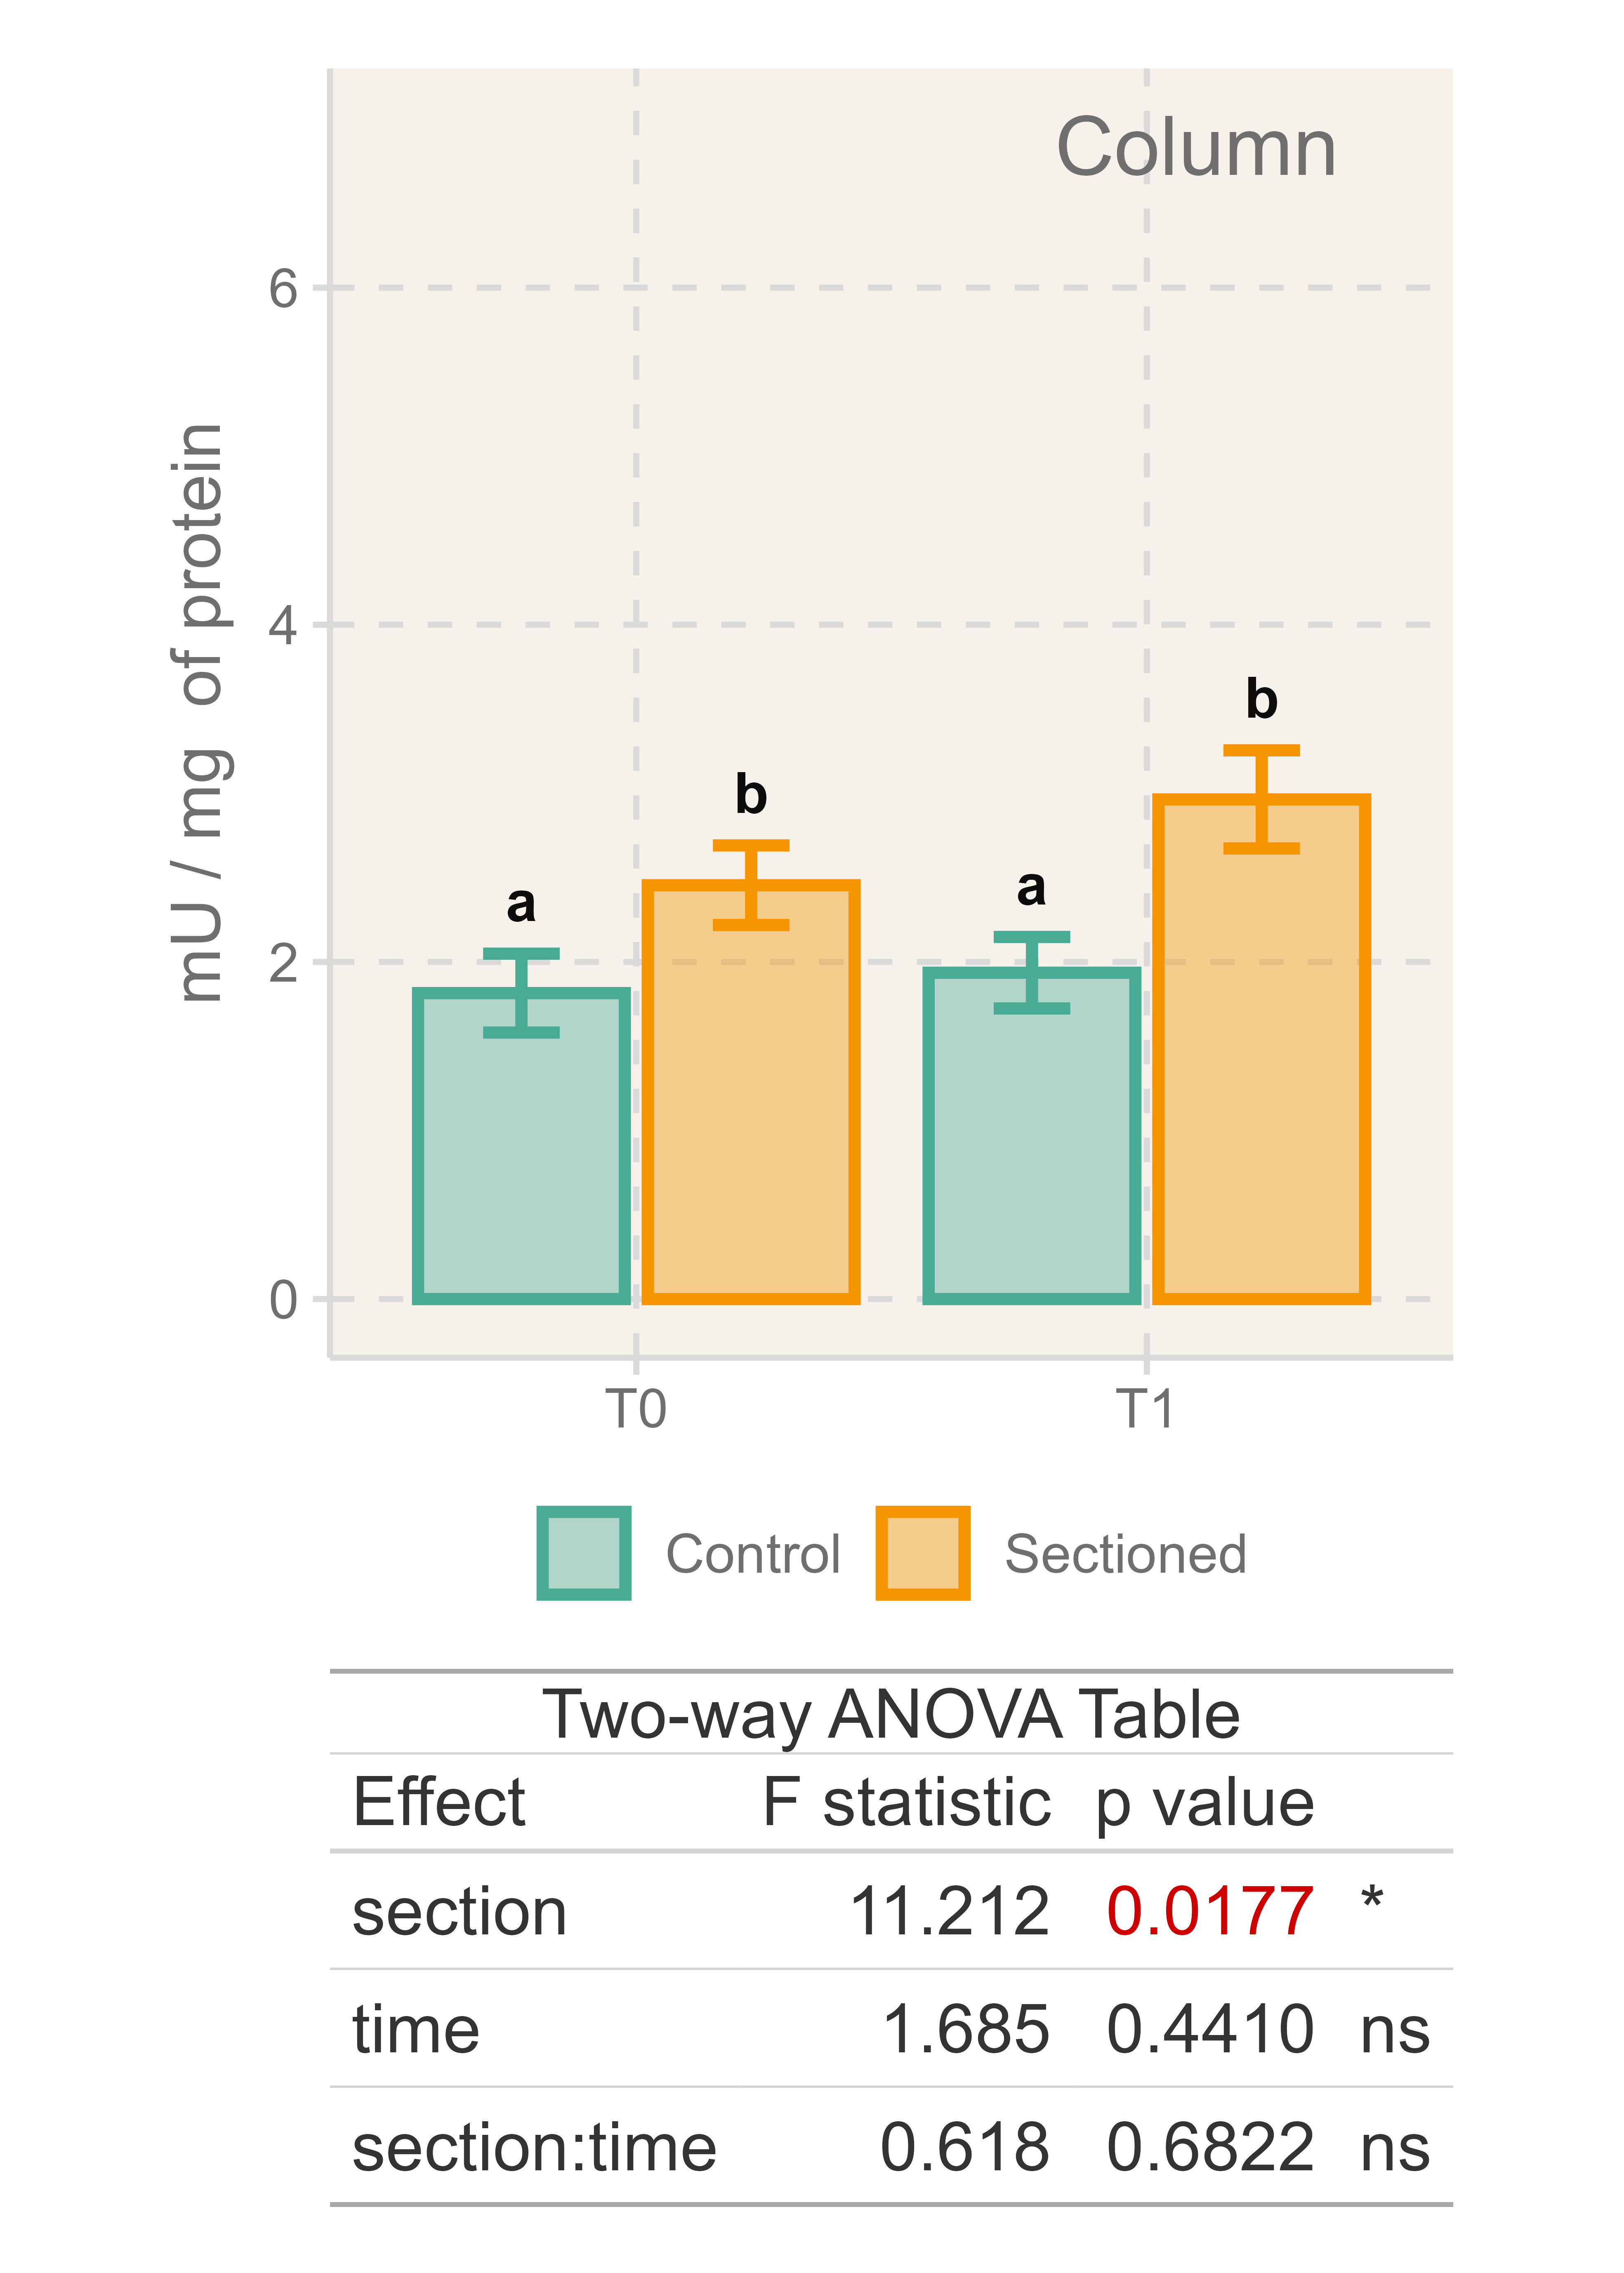 Column
6
4
2
0
mU / mg  of protein
a
b
a
b
T0
T1
Control
Sectioned
Two-way ANOVA Table
Effect F statistic p value
section 11.212 0.0177 *
time 1.685 0.4410 ns
section:time 0.618 0.6822 ns